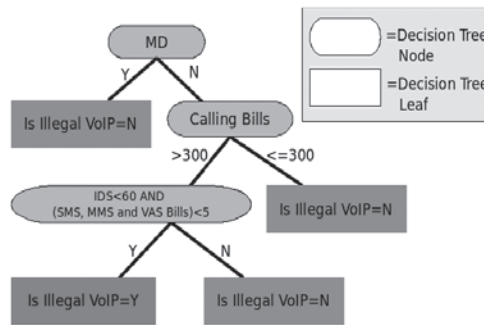 MD
=Decision Tree
Node
=Decision Tree
Leaf
Y
N
Is Illegal VoIP=N
Calling Bills
>300
<=300
IDS<60 AND
(SMS, MMS and VAS Bills)<5
Is Illegal VoIP=N
Y
N
Is Illegal VoIP=Y
Is Illegal VoIP=N